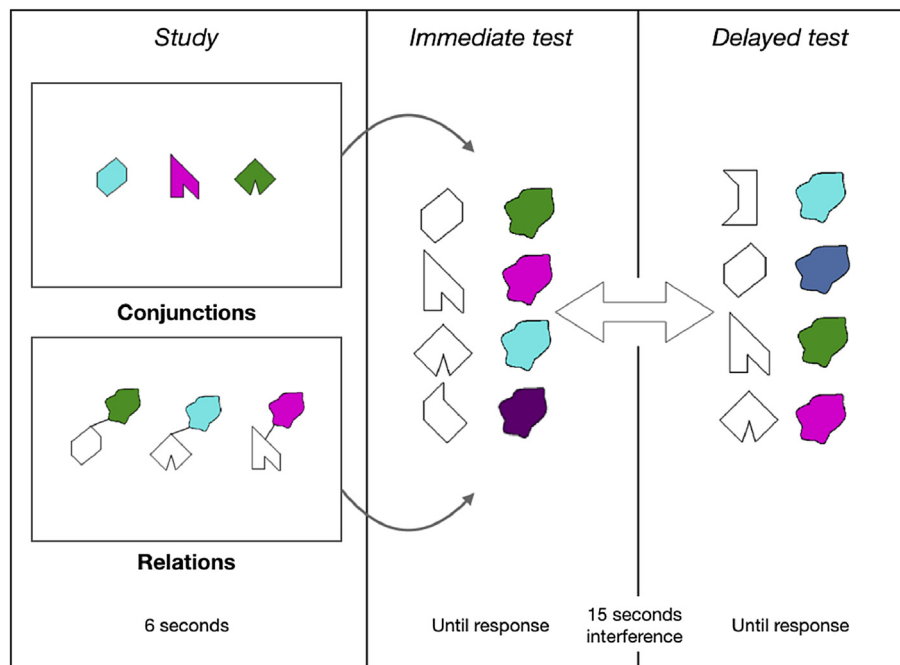 Study
Immediate test
Delayed test
Conjunctions
Relations
6 seconds
Until response
15 seconds
interference
Until response